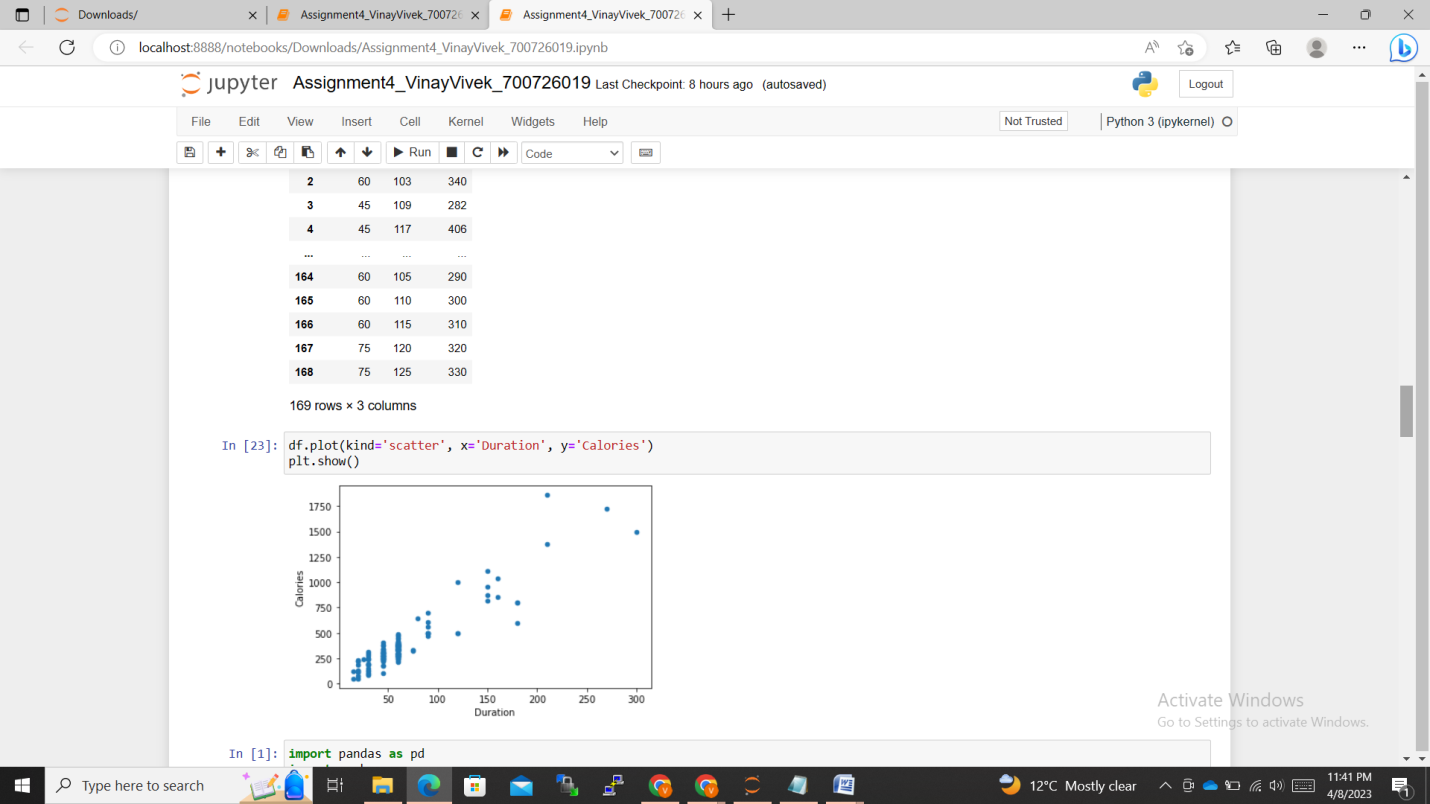 Downloads/
Assignment4_VinayVivek_70072
Assignment4_VinayVivek_70072
localhost:8888/notebooks/Downloads/Assignment4_VinayVivek_700726019.ipynb
jupyter Assignment4_VinayVivek_700726019 Last Checkpoint: 8 hours ago (autosaved)
Logout
File Edit View Insert Cell Kernel Widgets Help
Not Trusted
Python 3 (ipykernel)
Run
Code
2 60 103 340
3 45 109 282
4 45 117 406
... ... ... ...
164 60 105 290
165 60 110 300
166 60 115 310
167 75 120 320
168 75 125 330
169 rows × 3 columns
In [23]: df.plot(kind='scatter', x='Duration', y='Calories')
plt.show()
1750
1500
1250
1000
750
500
250
0
Calories
50 100 150 200 250 300
Duration
Activate Windows
Go to Settings to activate Windows.
In [1]: import pandas as pd
Type here to search
12°C Mostly clear
11:41 PM
4/8/2023
1